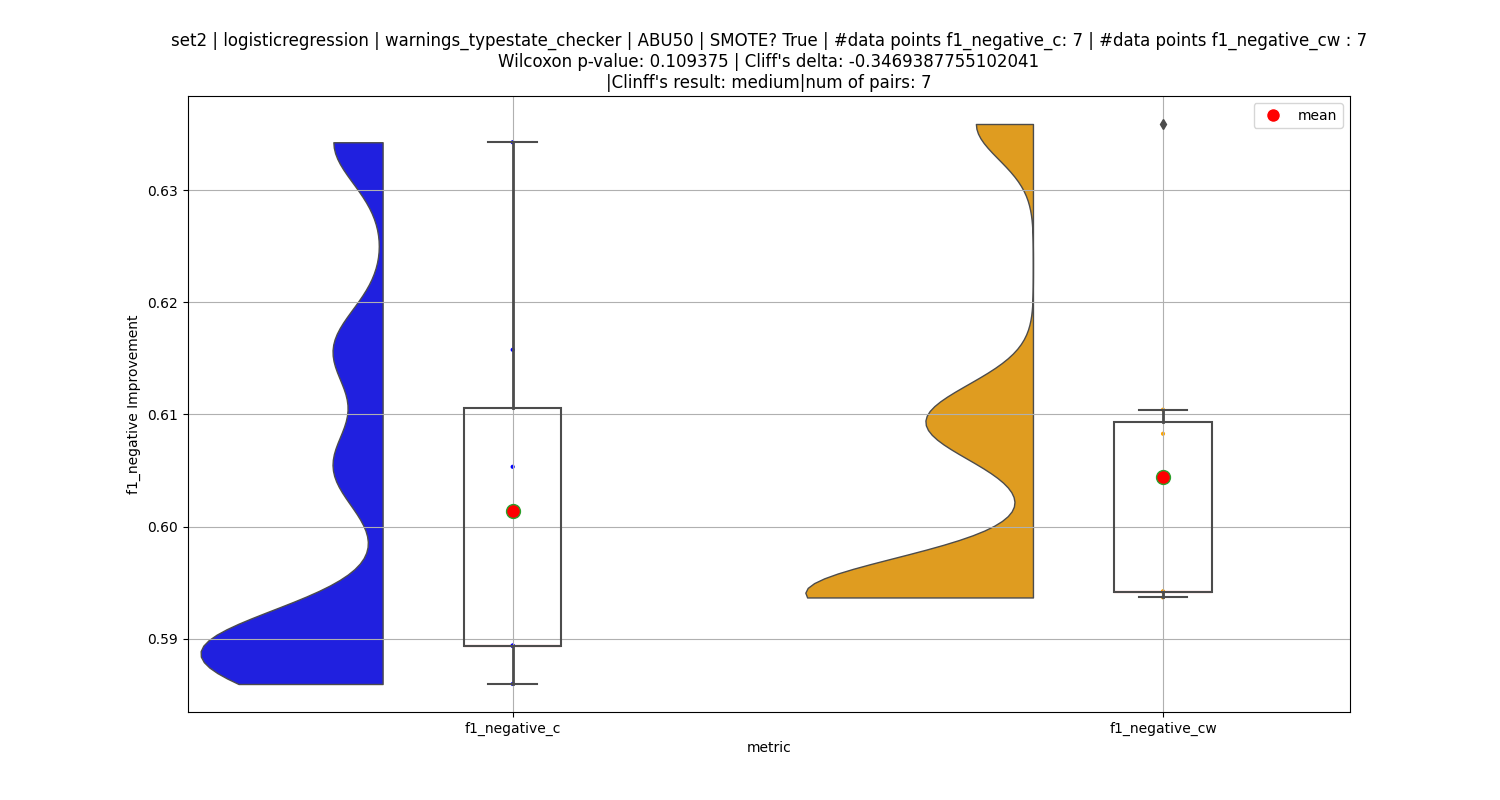 set2 | logisticregression | warnings_typestate_checker | ABU50 | SMOTE? True | #data points f1_negative_c: 7 | #data points f1_negative_cw : 7
Wilcoxon p-value: 0.109375 | Cliff's delta: -0.3469387755102041
|Clinff's result: medium|num of pairs: 7
mean
0.63
0.62
0.61
0.60
0.59
f1_negative Improvement
f1_negative_c
f1_negative_cw
metric